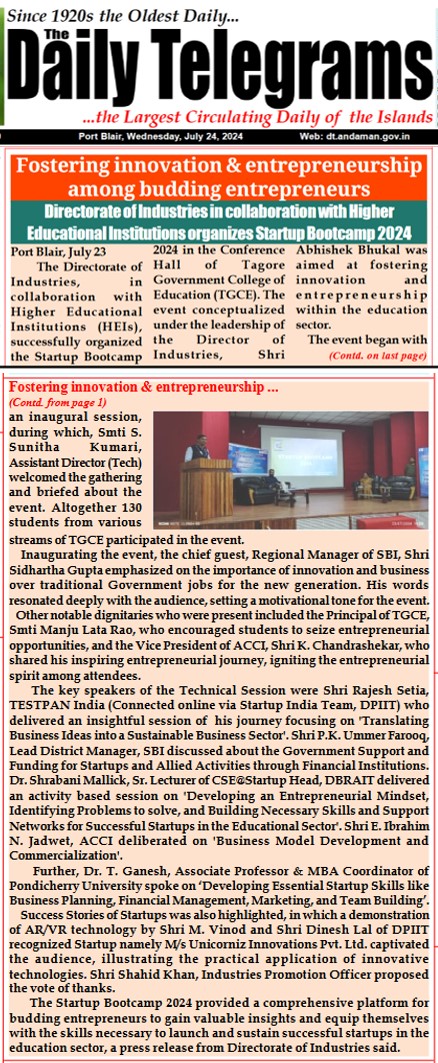 Since 1920s the Oldest Daily...
The
Daily Telegrams
...the Largest Circulating Daily of the Islands
Port Blair, Wednesday, July 24, 2024 Web: dt.andaman.gov.in
Fostering innovation & entrepreneurship
among budding entrepreneurs
Directorate of Industries in collaboration with Higher
Educational Institutions organizes Startup Bootcamp 2024
Port Blair, July 23
The Directorate of
Industries, in
collaboration with
Higher Educational
Institutions (HEIs),
successfully organized
the Startup Bootcamp
2024 in the Conference
Hall of Tagore
Government College of
Education (TGCE). The
event conceptualized
under the leadership of
the Director of
Industries, Shri
Abhishek Bhukal was
aimed at fostering
innovation and
entrepreneurship
within the education
sector.
The event began with
(Contd. on last page)
Fostering innovation & entrepreneurship ...
(Contd. from page 1)
an inaugural session,
during which, Smti S.
Sunitha Kumari,
Assistant Director (Tech)
welcomed the gathering
and briefed about the
event. Altogether 130
students from various
streams of TGCE participated in the event.
Inaugurating the event, the chief guest, Regional Manager of SBI, Shri
Sidhartha Gupta emphasized on the importance of innovation and business
over traditional Government jobs for the new generation. His words
resonated deeply with the audience, setting a motivational tone for the event.
Other notable dignitaries who were present included the Principal of TGCE,
Smti Manju Lata Rao, who encouraged students to seize entrepreneurial
opportunities, and the Vice President of ACCI, Shri K. Chandrashekar, who
shared his inspiring entrepreneurial journey, igniting the entrepreneurial
spirit among attendees.
The key speakers of the Technical Session were Shri Rajesh Setia,
TESTPAN India (Connected online via Startup India Team, DPIIT) who
delivered an insightful session of his journey focusing on 'Translating
Business Ideas into a Sustainable Business Sector'. Shri P.K. Ummer Farooq,
Lead District Manager, SBI discussed about the Government Support and
Funding for Startups and Allied Activities through Financial Institutions.
Dr. Shrabani Mallick, Sr. Lecturer of CSE@Startup Head, DBRAIT delivered
an activity based session on 'Developing an Entrepreneurial Mindset,
Identifying Problems to solve, and Building Necessary Skills and Support
Networks for Successful Startups in the Educational Sector'. Shri E. Ibrahim
N. Jadwet, ACCI deliberated on 'Business Model Development and
Commercialization'.
Further, Dr. T. Ganesh, Associate Professor & MBA Coordinator of
Pondicherry University spoke on ‘Developing Essential Startup Skills like
Business Planning, Financial Management, Marketing, and Team Building’.
Success Stories of Startups was also highlighted, in which a demonstration
of AR/VR technology by Shri M. Vinod and Shri Dinesh Lal of DPIIT
recognized Startup namely M/s Unicorniz Innovations Pvt. Ltd. captivated
the audience, illustrating the practical application of innovative
technologies. Shri Shahid Khan, Industries Promotion Officer proposed
the vote of thanks.
The Startup Bootcamp 2024 provided a comprehensive platform for
budding entrepreneurs to gain valuable insights and equip themselves
with the skills necessary to launch and sustain successful startups in the
education sector, a press release from Directorate of Industries said.